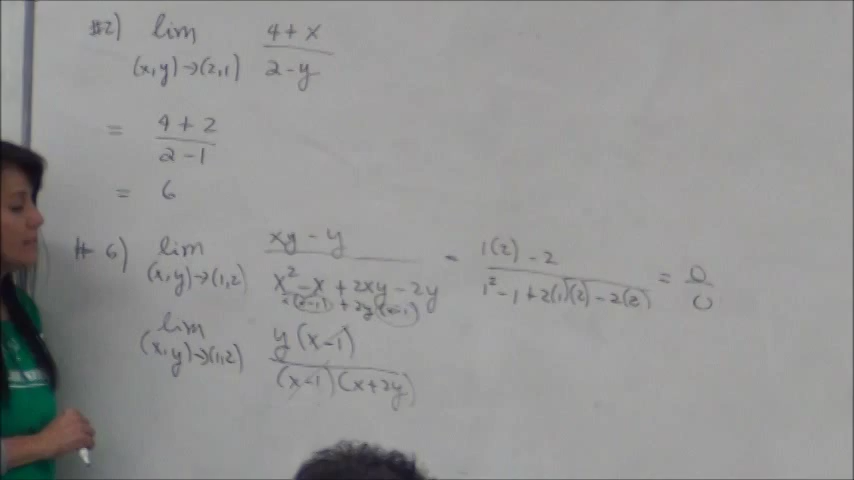 #2) lim (x,y)→(2,1) 4+x / 2-y
= 4+2 / 2-1
= 6
# 6) lim (x,y)→(1,2) xy-y / x²-x+2xy-2y = 1(2)-2 / 1²-1+2(1)(2)-2(2) = 0/0
x(x-1) + 2y(x-1)
lim (x,y)→(1,2) y(x-1) / (x-1)(x+2y)